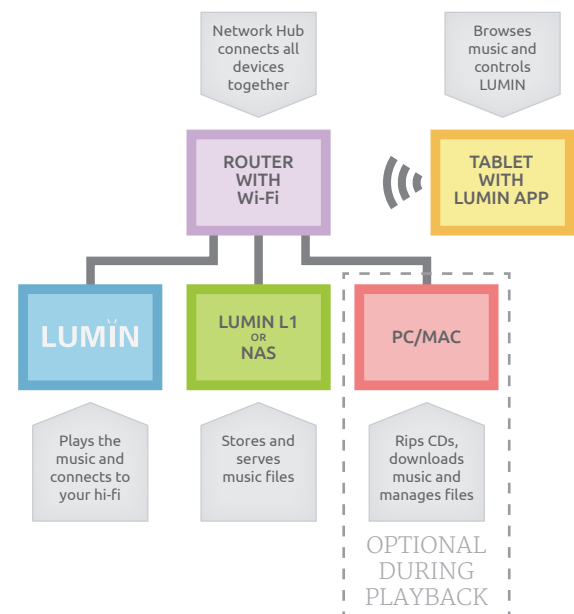 Network Hub
connects all
devices
together
Browses
music and
controls
LUMIN
ROUTER
WITH
Wi-Fi
TABLET
WITH
LUMIN APP
LUMIN
LUMIN L1
OR
NAS
PC/MAC
Plays the
music and
connects to
your hi-fi
Stores and
serves
music files
Rips CDs,
downloads
music and
manages files
OPTIONAL
DURING
PLAYBACK